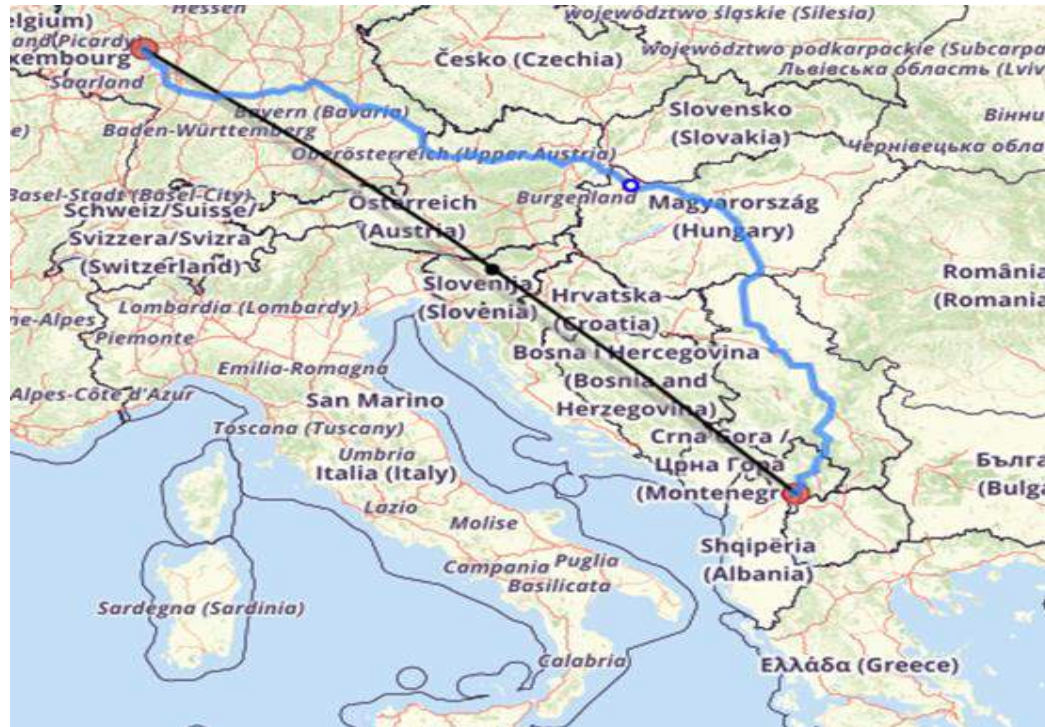 Hessen
elgium)
and (Picardy)
xembourg
Saarland
województwo śląskie (Silesia)
Česko (Czechia)
województwo podkarpackie (Subcarpa
Львівська область (Lviv
Bayern (Bavaria)
Baden-Württemberg
Slovensko
(Slovakia)
Вінни
Чернівецька обла
Oberösterreich (Upper Austria)
Basel-Stadt (Basel-City)
Schweiz/Suisse/
Svizzera/Svizra
(Switzerland)
Österreich
(Austria)
Burgenland
Magyarország
(Hungary)
România
(Romania
Slovenija
(Slovenia)
Hrvatska
(Croatia)
Lombardia (Lombardy)
ne-Alpes
Piemonte
Bosna i Hercegovina
(Bosnia and
Herzegovina)
Emilia-Romagna
Alpes-Côte d'Azur
San Marino
Toscana (Tuscany)
Umbria
Italia (Italy)
Crna Gora /
Црна Гора
(Montenegr
Бълга
(Bulga
Lazio
Molise
Shqipëria
(Albania)
Campania
Puglia
Basilicata
Sardegna (Sardinia)
Calabria)
Ελλάδα (Greece)